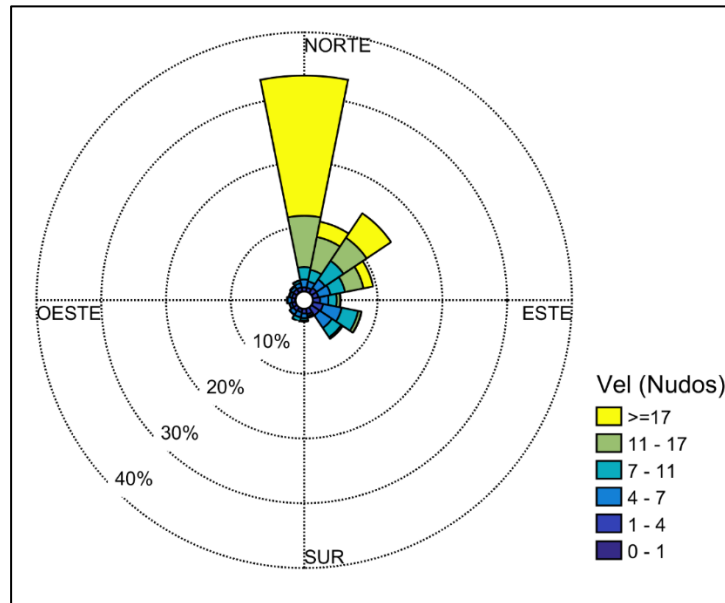 NORTE
OESTE
ESTE
10%
20%
30%
40%
SUR
Vel (Nudos)
>=17
11 - 17
7 - 11
4 - 7
1 - 4
0 - 1